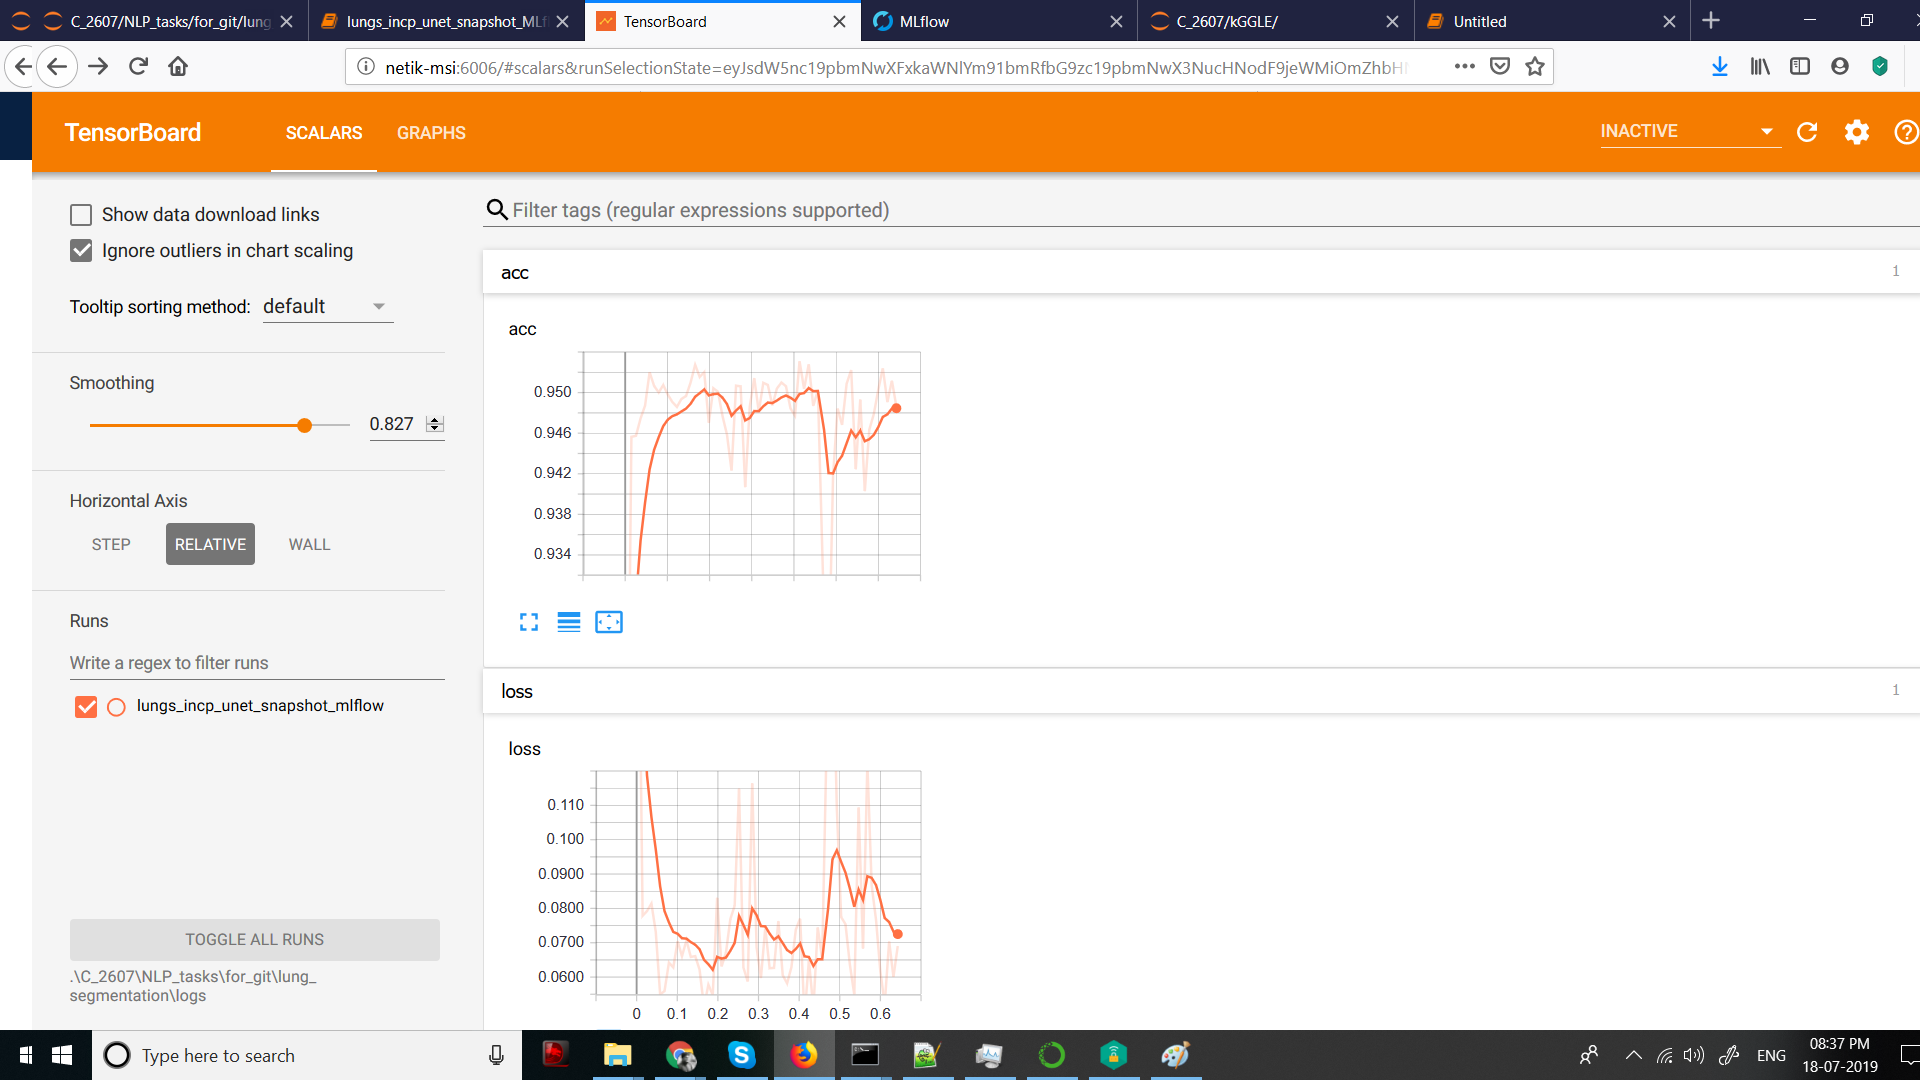 C_2607/NLP_tasks/for_git/lung
lungs_incp_unet_snapshot_MLf
TensorBoard
MLflow
C_2607/kGGLE/
Untitled
netik-msi:6006/#scalars&runSelectionState=
TensorBoard
SCALARS
GRAPHS
INACTIVE
Show data download links
Ignore outliers in chart scaling
Tooltip sorting method: default
Smoothing
0.827
Horizontal Axis
STEP
RELATIVE
WALL
Runs
Write a regex to filter runs
lungs_incp_unet_snapshot_mlflow
TOGGLE ALL RUNS
.\C_2607\NLP_tasks\for_git\lung_
segmentation\logs
Filter tags (regular expressions supported)
acc
1
acc
0.950
0.946
0.942
0.938
0.934
loss
1
loss
0.110
0.100
0.0900
0.0800
0.0700
0.0600
0 0.1 0.2 0.3 0.4 0.5 0.6
Type here to search
ENG
08:37 PM
18-07-2019